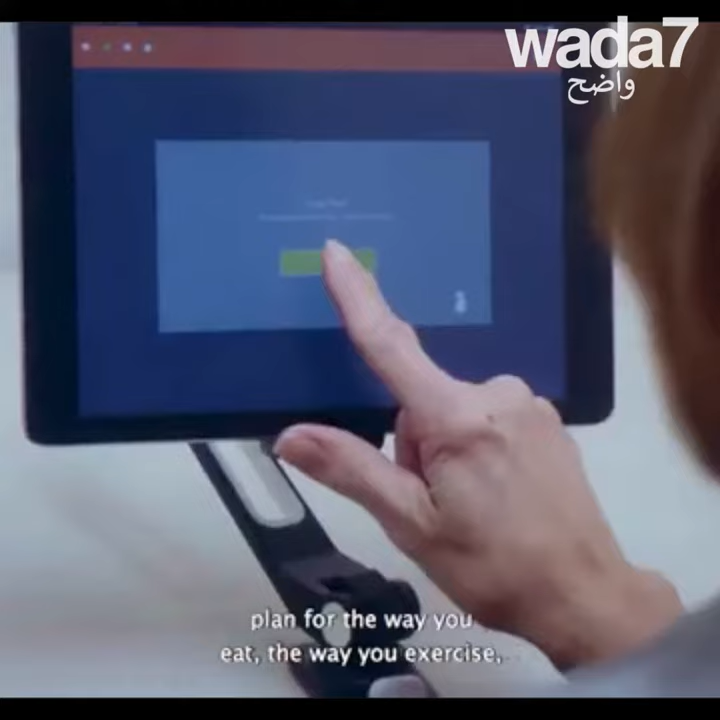 wada7
واضح
plan for the way you
eat, the way you exercise,